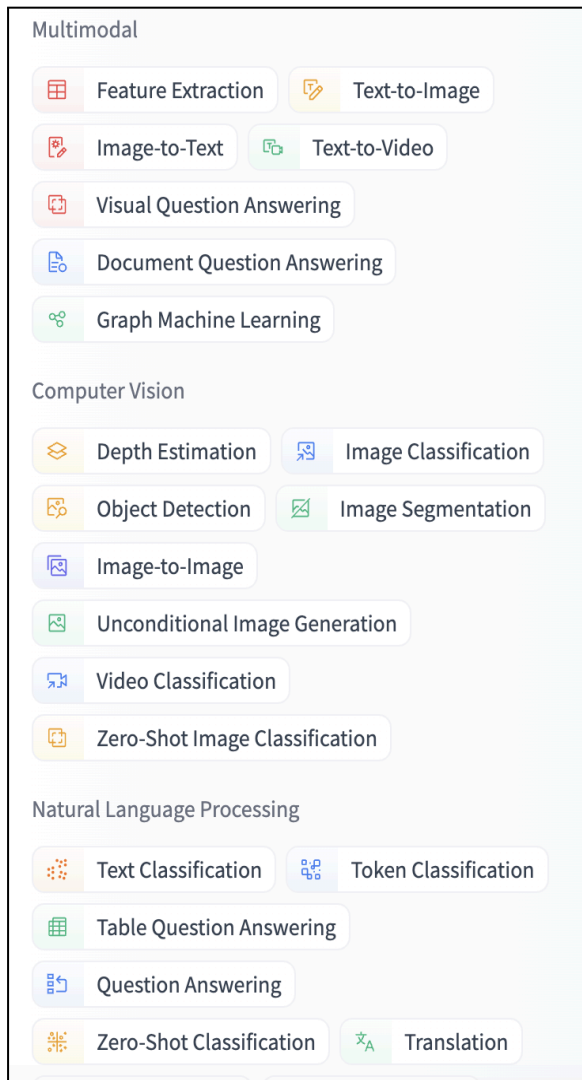 Multimodal
Feature Extraction Text-to-Image
Image-to-Text Text-to-Video
Visual Question Answering
Document Question Answering
Graph Machine Learning
Computer Vision
Depth Estimation Image Classification
Object Detection Image Segmentation
Image-to-Image
Unconditional Image Generation
Video Classification
Zero-Shot Image Classification
Natural Language Processing
Text Classification Token Classification
Table Question Answering
Question Answering
Zero-Shot Classification Translation